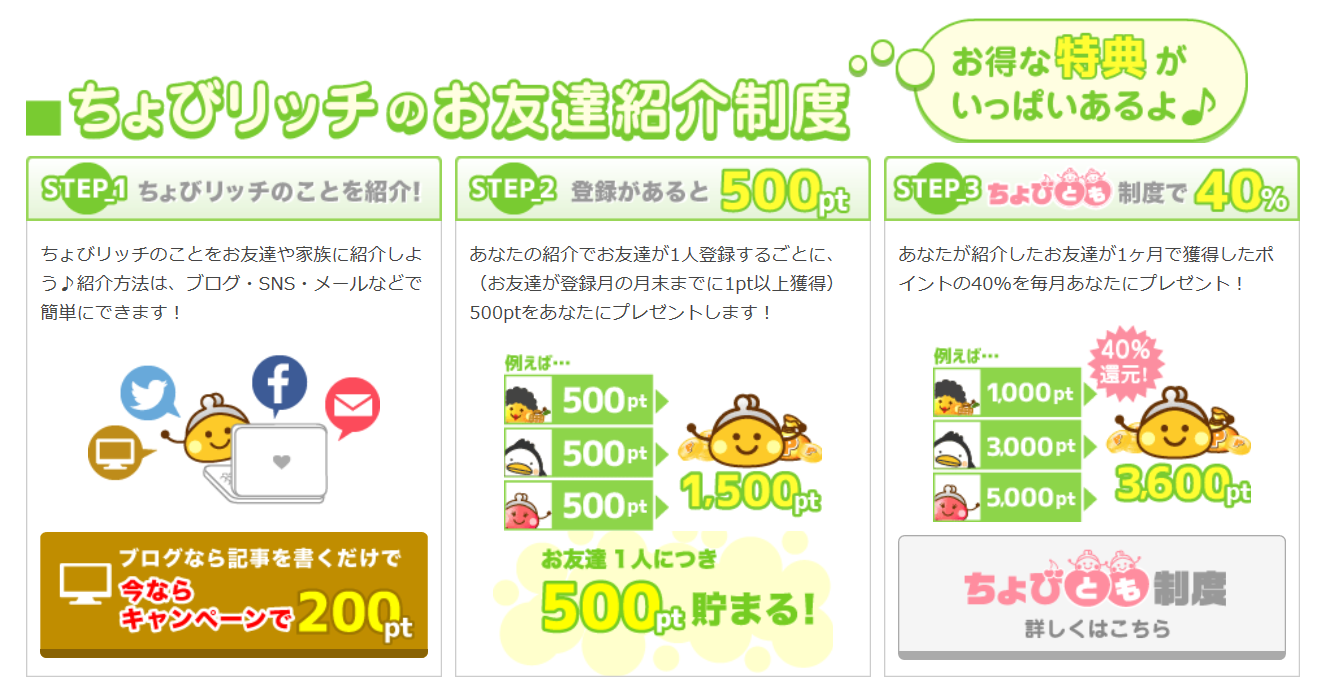 ■ちょびリッチのお友達紹介制度
お得な特典が
いっぱいあるよ♪
STEP_1 ちょびリッチのことを紹介!
ちょびリッチのことをお友達や家族に紹介しよ
う♪紹介方法は、ブログ・SNS・メールなどで
簡単にできます！
ブログなら記事を書くだけで
今なら
キャンペーンで200pt
STEP_2 登録があると 500pt
あなたの紹介でお友達が1人登録するごとに、
（お友達が登録月の月末までに1pt以上獲得）
500ptをあなたにプレゼントします！
例えば…
500pt
500pt
500pt
1,500pt
お友達1人につき
500pt貯まる!
STEP_3 ちょびとも制度で 40%
あなたが紹介したお友達が1ヶ月で獲得したポ
イントの40%を毎月あなたにプレゼント！
例えば…
40%
還元!
1,000pt
3,000pt
5,000pt
3,600pt
ちょびとも制度
詳しくはこちら